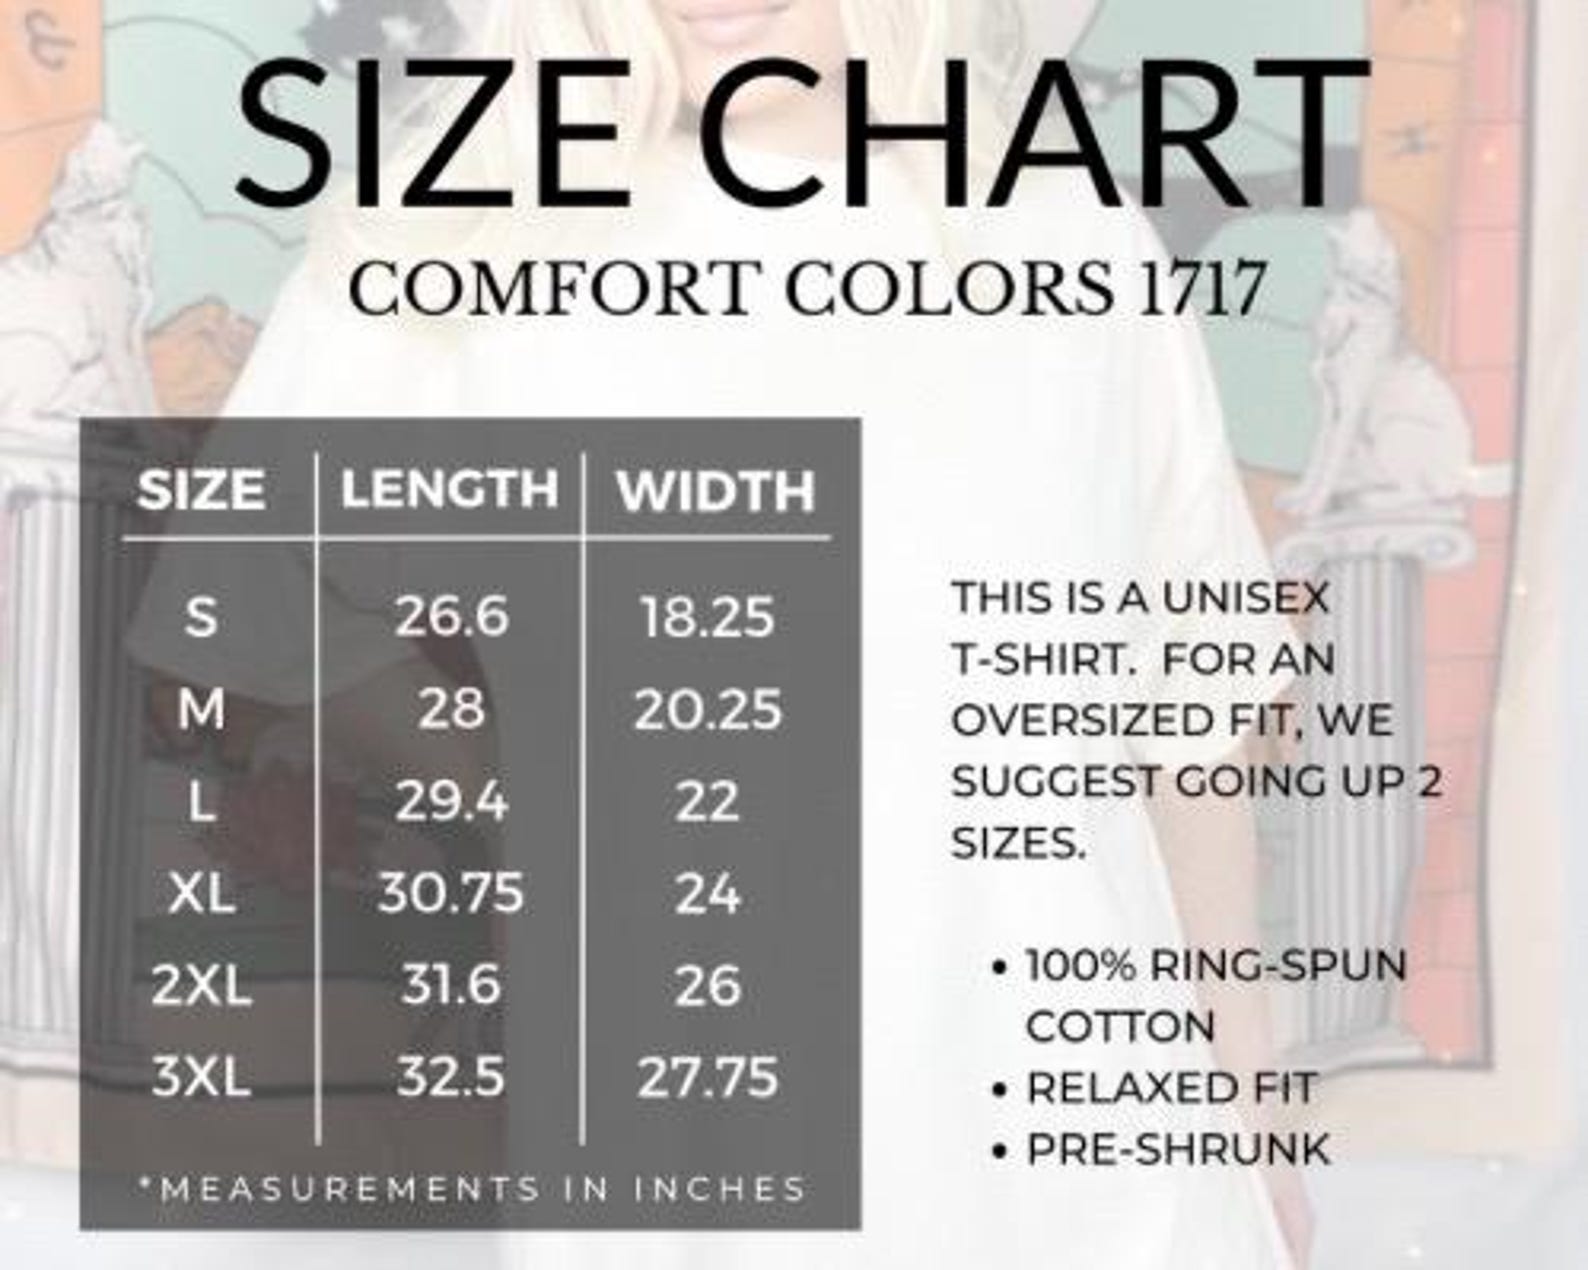 SIZE CHART
COMFORT COLORS 1717
SIZE LENGTH WIDTH
S 26.6 18.25
M 28 20.25
L 29.4 22
XL 30.75 24
2XL 31.6 26
3XL 32.5 27.75
*MEASUREMENTS IN INCHES
THIS IS A UNISEX
T-SHIRT. FOR AN
OVERSIZED FIT, WE
SUGGEST GOING UP 2
SIZES.
• 100% RING-SPUN
COTTON
• RELAXED FIT
• PRE-SHRUNK